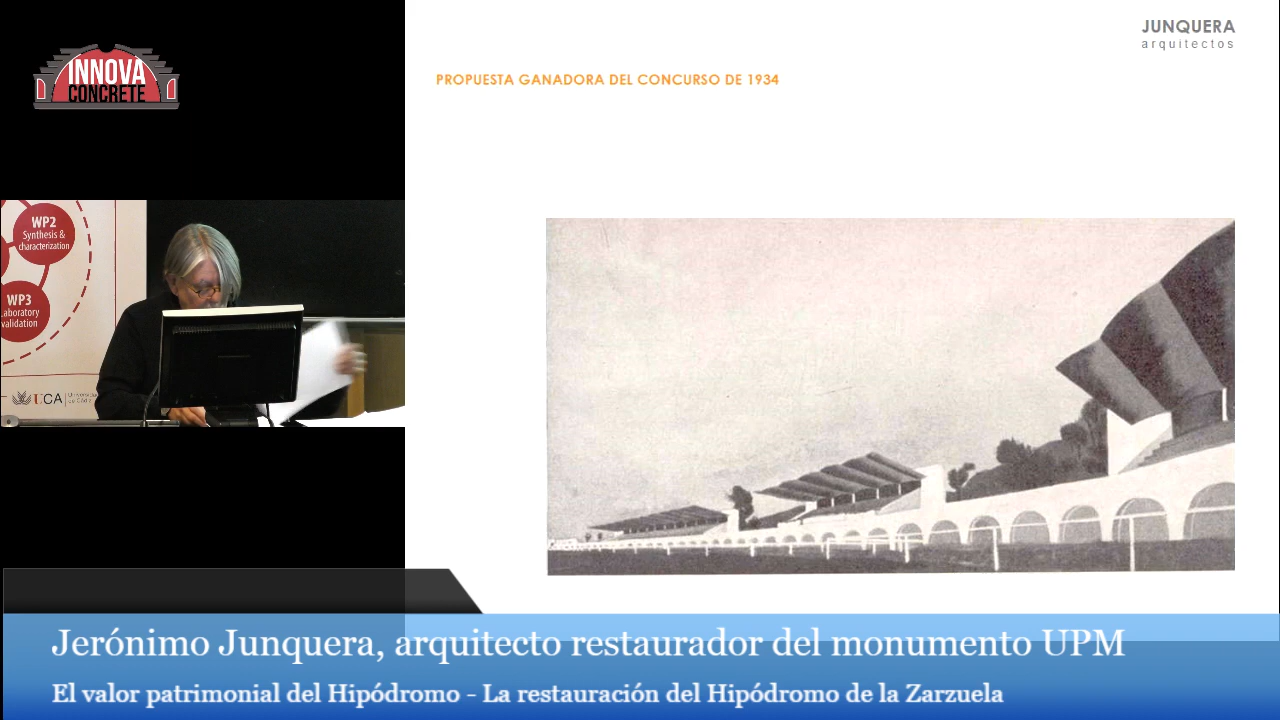 JUNQUERA
arquitectos
INNOVA
CONCRETE
PROPUESTA GANADORA DEL CONCURSO DE 1934
WP2
Synthesis &
characterization
WP3
Laboratory
validation
UCA
Jerónimo Junquera, arquitecto restaurador del monumento UPM
El valor patrimonial del Hipódromo - La restauración del Hipódromo de la Zarzuela